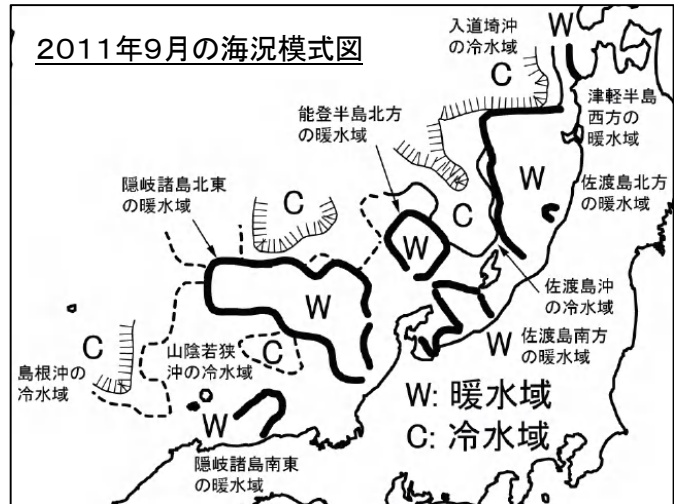 2011年9月の海況模式図
入道埼沖
の冷水域
W
C
津軽半島
西方の
暖水域
能登半島北方
の暖水域
W
佐渡島北方
の暖水域
隠岐諸島北東
の暖水域
C
C
W
佐渡島沖
の冷水域
W
C
島根沖の
冷水域
山陰若狭
沖の冷水域
C
W
佐渡島南方
の暖水域
W
W: 暖水域
C: 冷水域
隠岐諸島南東
の暖水域